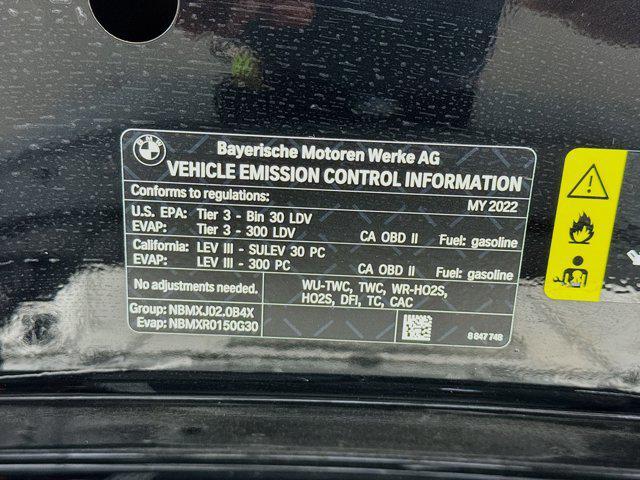 Bayerische Motoren Werke AG
VEHICLE EMISSION CONTROL INFORMATION
Conforms to regulations: MY 2022
U.S. EPA: Tier 3 - Bin 30 LDV
EVAP: Tier 3 - 300 LDV CA OBD II Fuel: gasoline
California: LEV III - SULEV 30 PC
EVAP: LEV III - 300 PC CA OBD II Fuel: gasoline
No adjustments needed.
WU-TWC, TWC, WR-HO2S,
HO2S, DFI, TC, CAC
Group: NBMXJ02.0B4X
Evap: NBMXR0150G30
8 847 748